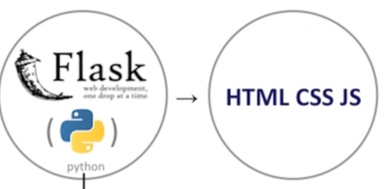 Flask
web development,
one drop at a time
( )
python
→
HTML CSS JS